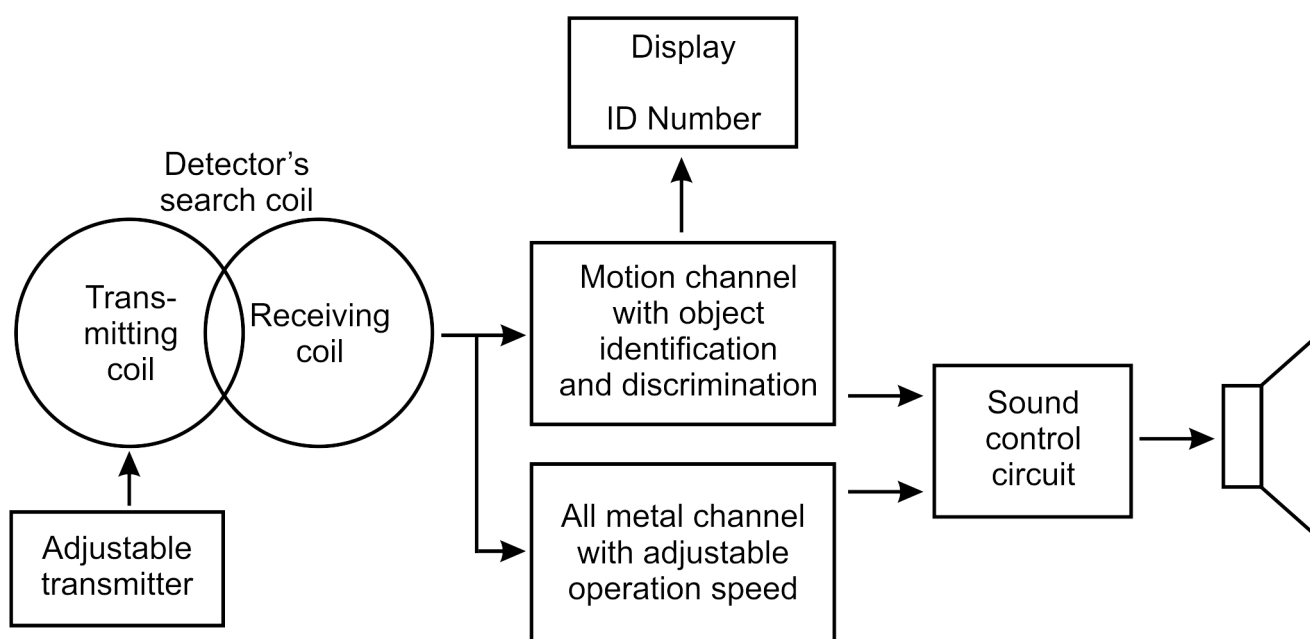 Display
ID Number
Detector’s
search coil
Trans-
mitting
coil
Receiving
coil
Motion channel
with object
identification
and discrimination
Sound
control
circuit
All metal channel
with adjustable
operation speed
Adjustable
transmitter